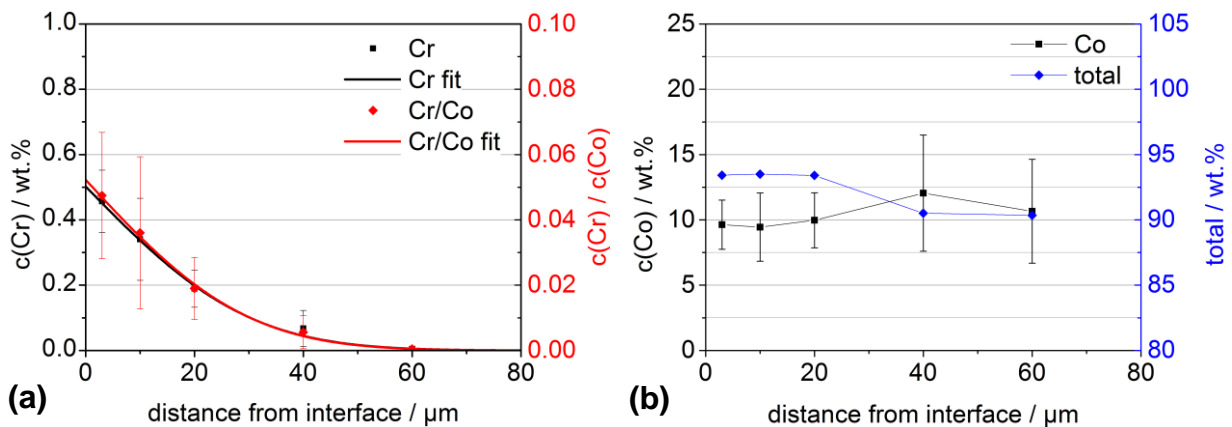 1.0
0.8
0.6
0.4
0.2
0.0
c(Cr) / wt.%
Cr
Cr fit
Cr/Co
Cr/Co fit
0.10
0.08
0.06
0.04
0.02
0.00
c(Cr) / c(Co)
0 20 40 60 80
distance from interface / µm
(a)
25
20
15
10
5
0
c(Co) / wt.%
Co
total
105
100
95
90
85
80
total / wt.%
0 20 40 60 80
distance from interface / µm
(b)